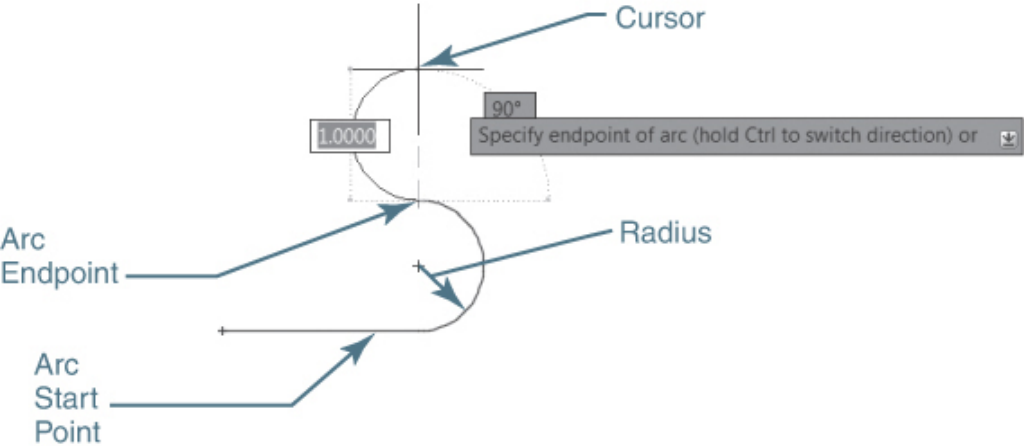 Cursor
90°
1.0000
Specify endpoint of arc (hold Ctrl to switch direction) or
Radius
Arc
Endpoint
Arc
Start
Point